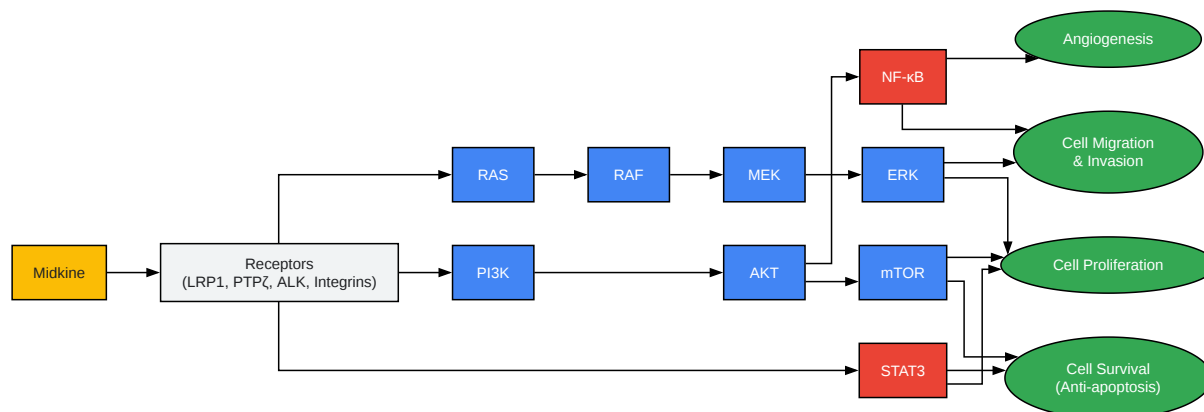 Angiogenesis
NF-κB
Cell Migration
& Invasion
RAS
RAF
MEK
ERK
Midkine
Receptors
(LRP1, PTPζ, ALK, Integrins)
PI3K
AKT
mTOR
Cell Proliferation
STAT3
Cell Survival
(Anti-apoptosis)